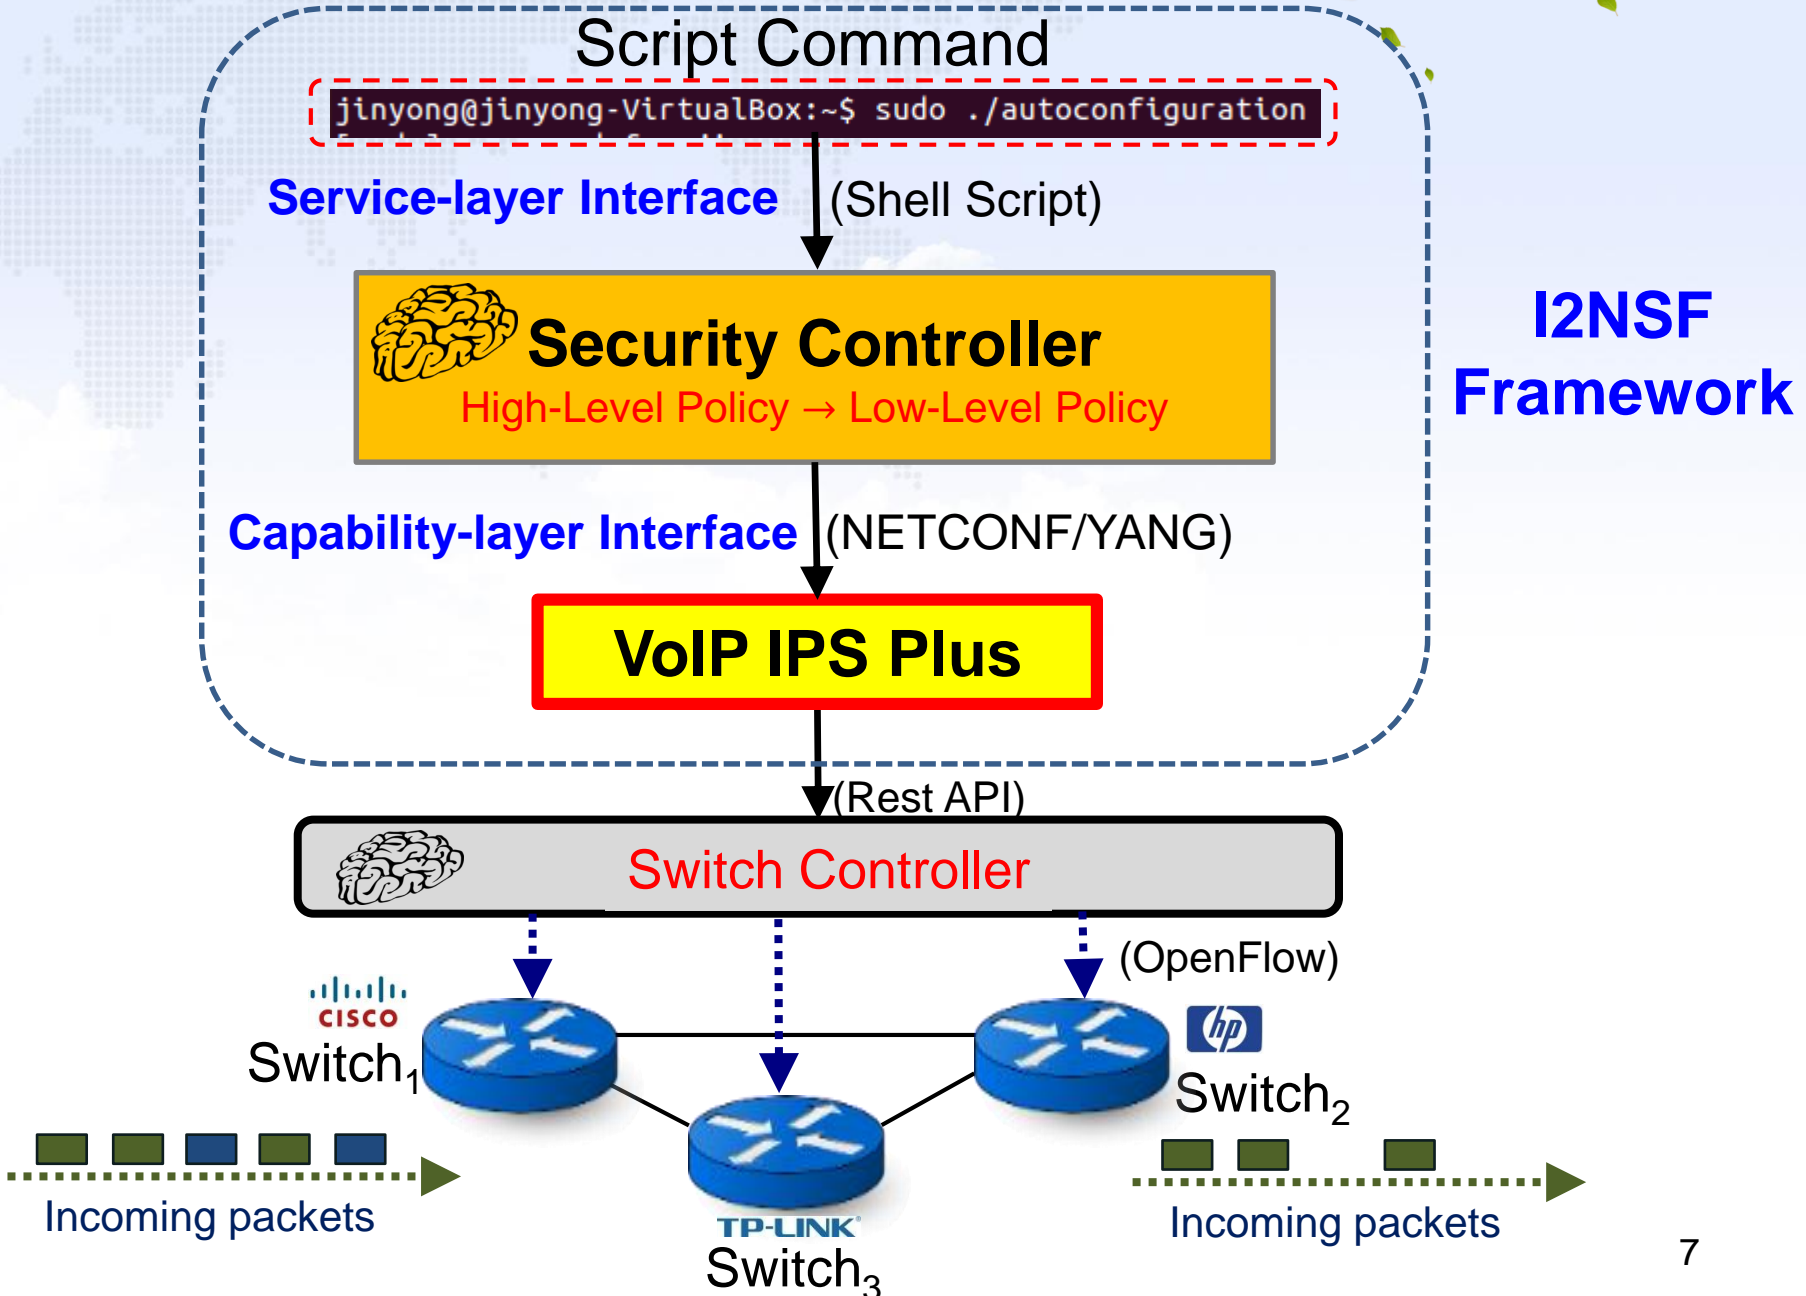 Script Command
jinyong@jinyong-VirtualBox:~$ sudo ./autoconfiguration
Service-layer Interface (Shell Script)
I2NSF
Framework
Security Controller
High-Level Policy → Low-Level Policy
Capability-layer Interface (NETCONF/YANG)
VoIP IPS Plus
(Rest API)
Switch Controller
(OpenFlow)
CISCO
hp
Switch1
Switch2
Incoming packets
TP-LINK
Incoming packets
Switch3
7